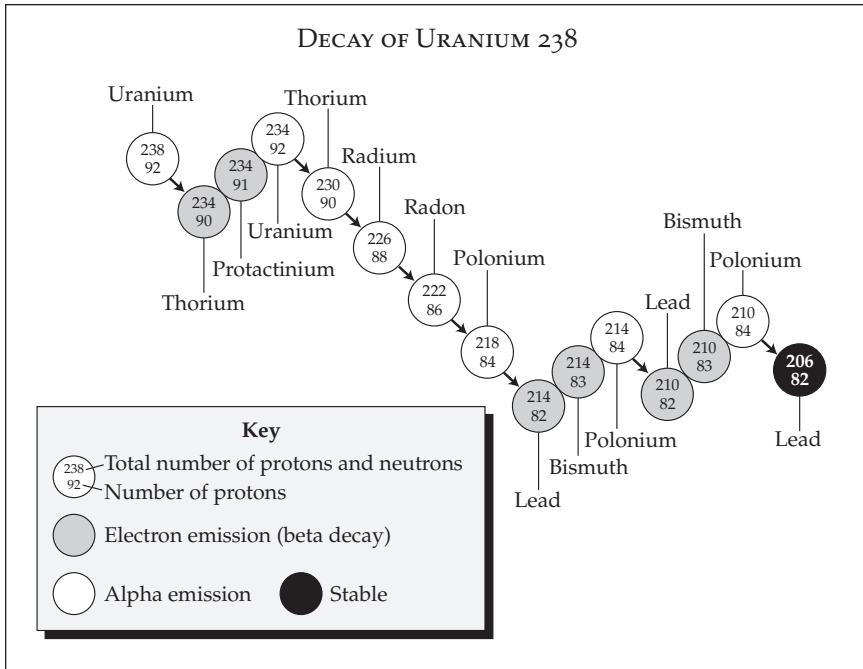 DECAY OF URANIUM 238
Uranium
238
92
234
90
Thorium
234
91
Protactinium
234
92
Uranium
Thorium
230
90
Radium
226
88
Radon
222
86
Polonium
218
84
214
82
Lead
214
83
Bismuth
214
84
Polonium
Lead
210
82
Bismuth
210
83
Polonium
210
84
206
82
Lead
Key
238
92
Total number of protons and neutrons
Number of protons
Electron emission (beta decay)
Alpha emission
Stable